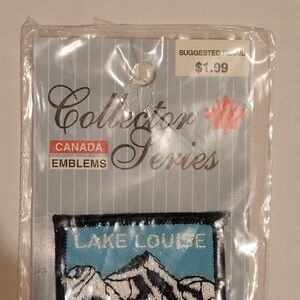 SUGGESTED RETAIL
$1.99
Collector
CANADA
EMBLEMS
Series
LAKE LOUISE